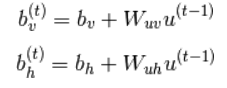 b_v^{(t)} = b_v + W_{uv} u^{(t-1)}
b_h^{(t)} = b_h + W_{uh} u^{(t-1)}